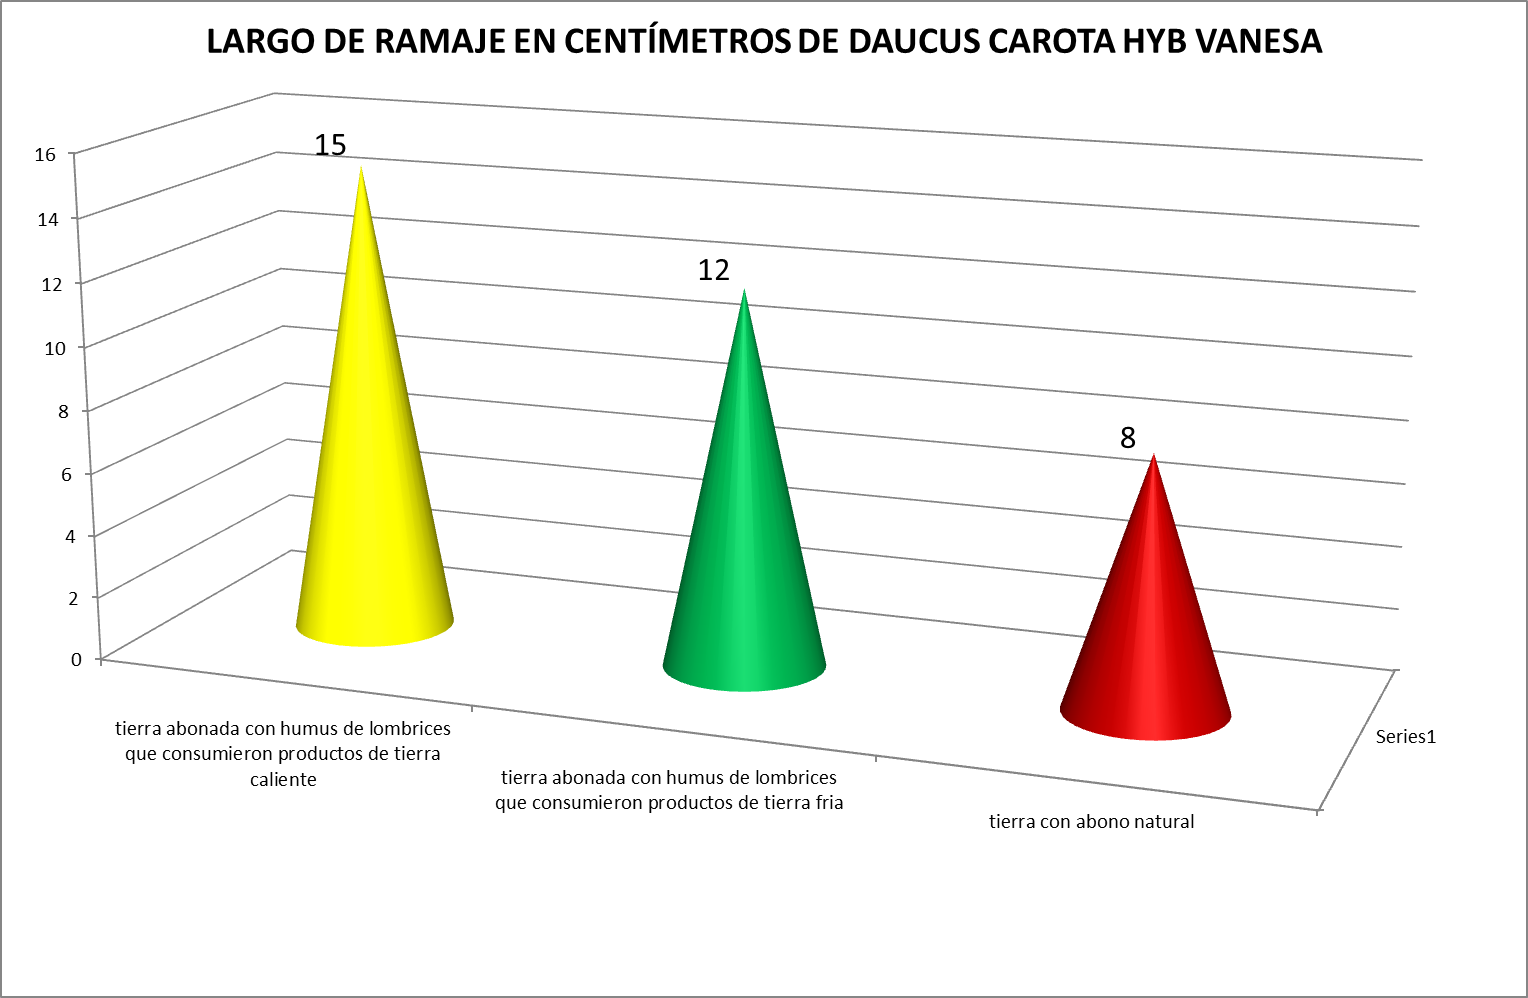 LARGO DE RAMAJE EN CENTÍMETROS DE DAUCUS CAROTA HYB VANESA
16
14
12
10
8
6
4
2
0
15
12
8
tierra abonada con humus de lombrices
que consumieron productos de tierra
caliente
tierra abonada con humus de lombrices
que consumieron productos de tierra fria
tierra con abono natural
Series1